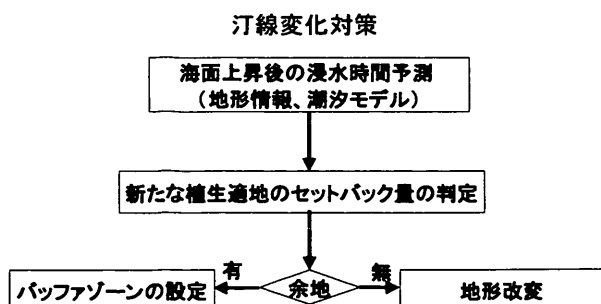 汀線変化対策
海面上昇後の浸水時間予測
（地形情報、潮汐モデル）
新たな植生適地のセットバック量の判定
有
余地
無
バッファゾーンの設定
地形改変